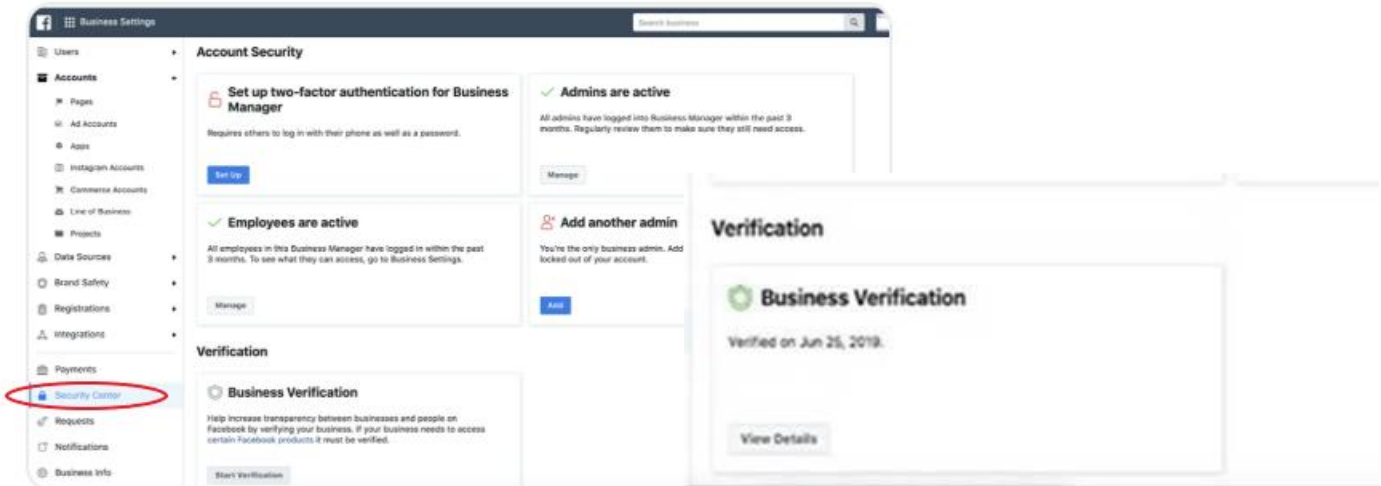 Business Settings
Search business
Users
Accounts
Pages
Ad Accounts
Apps
Instagram Accounts
Commerce Accounts
Line of Business
Projects
Data Sources
Brand Safety
Registrations
Integrations
Payments
Security Center
Requests
Notifications
Business Info
Account Security
Set up two-factor authentication for Business
Manager
Requires others to log in with their phone as well as a password.
Set Up
Admins are active
All admins have logged into Business Manager within the past 3
months. Regularly review them to make sure they still need access.
Manage
Employees are active
All employees in this Business Manager have logged in within the past
3 months. To see what they can access, go to Business Settings.
Manage
Add another admin
You're the only business admin. Add
locked out of your account.
Add
Verification
Business Verification
Help increase transparency between businesses and people on
Facebook by verifying your business. If your business needs to access
certain Facebook products it must be verified.
Start Verification
Verification
Business Verification
Verified on Jun 25, 2019.
View Details